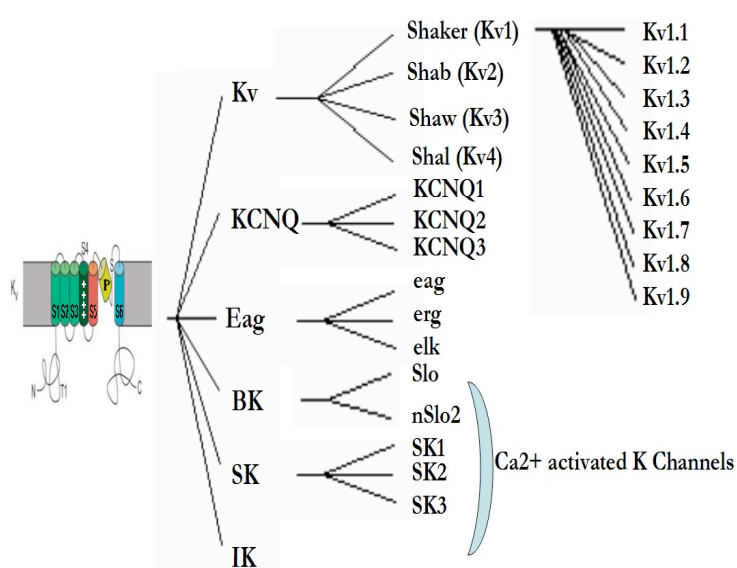 Kv
S4
S1
S2
S3
++++
S5
P
S
S6
N
T1
C
Kv
KCNQ
Eag
BK
SK
IK
Shaker (Kv1)
Shab (Kv2)
Shaw (Kv3)
Shal (Kv4)
KCNQ1
KCNQ2
KCNQ3
eag
erg
elk
Slo
nSlo2
SK1
SK2
SK3
Kv1.1
Kv1.2
Kv1.3
Kv1.4
Kv1.5
Kv1.6
Kv1.7
Kv1.8
Kv1.9
Ca2+ activated K Channels